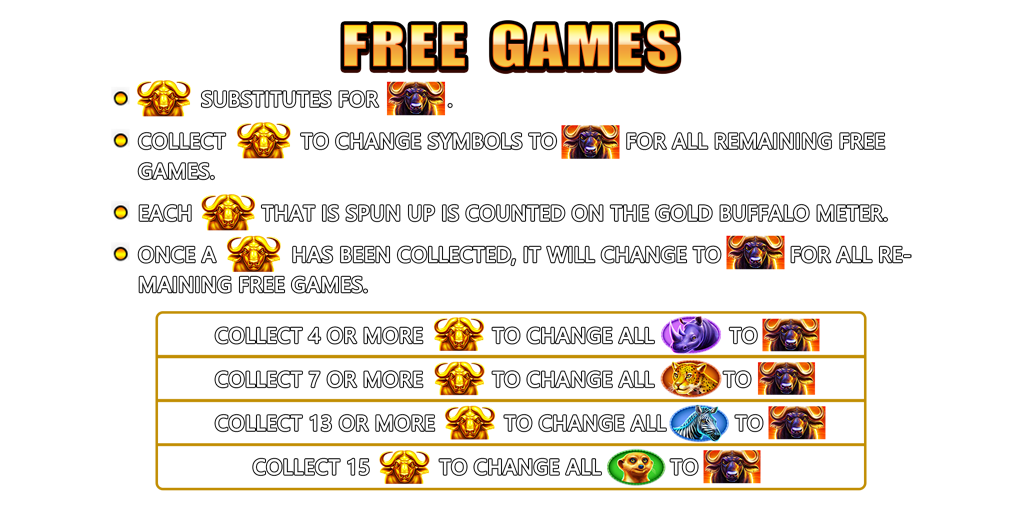 FREE GAMES
SUBSTITUTES FOR .
COLLECT TO CHANGE SYMBOLS TO FOR ALL REMAINING FREE
GAMES.
EACH THAT IS SPUN UP IS COUNTED ON THE GOLD BUFFALO METER.
ONCE A HAS BEEN COLLECTED, IT WILL CHANGE TO FOR ALL RE-
MAINING FREE GAMES.
COLLECT 4 OR MORE TO CHANGE ALL TO
COLLECT 7 OR MORE TO CHANGE ALL TO
COLLECT 13 OR MORE TO CHANGE ALL TO
COLLECT 15 TO CHANGE ALL TO